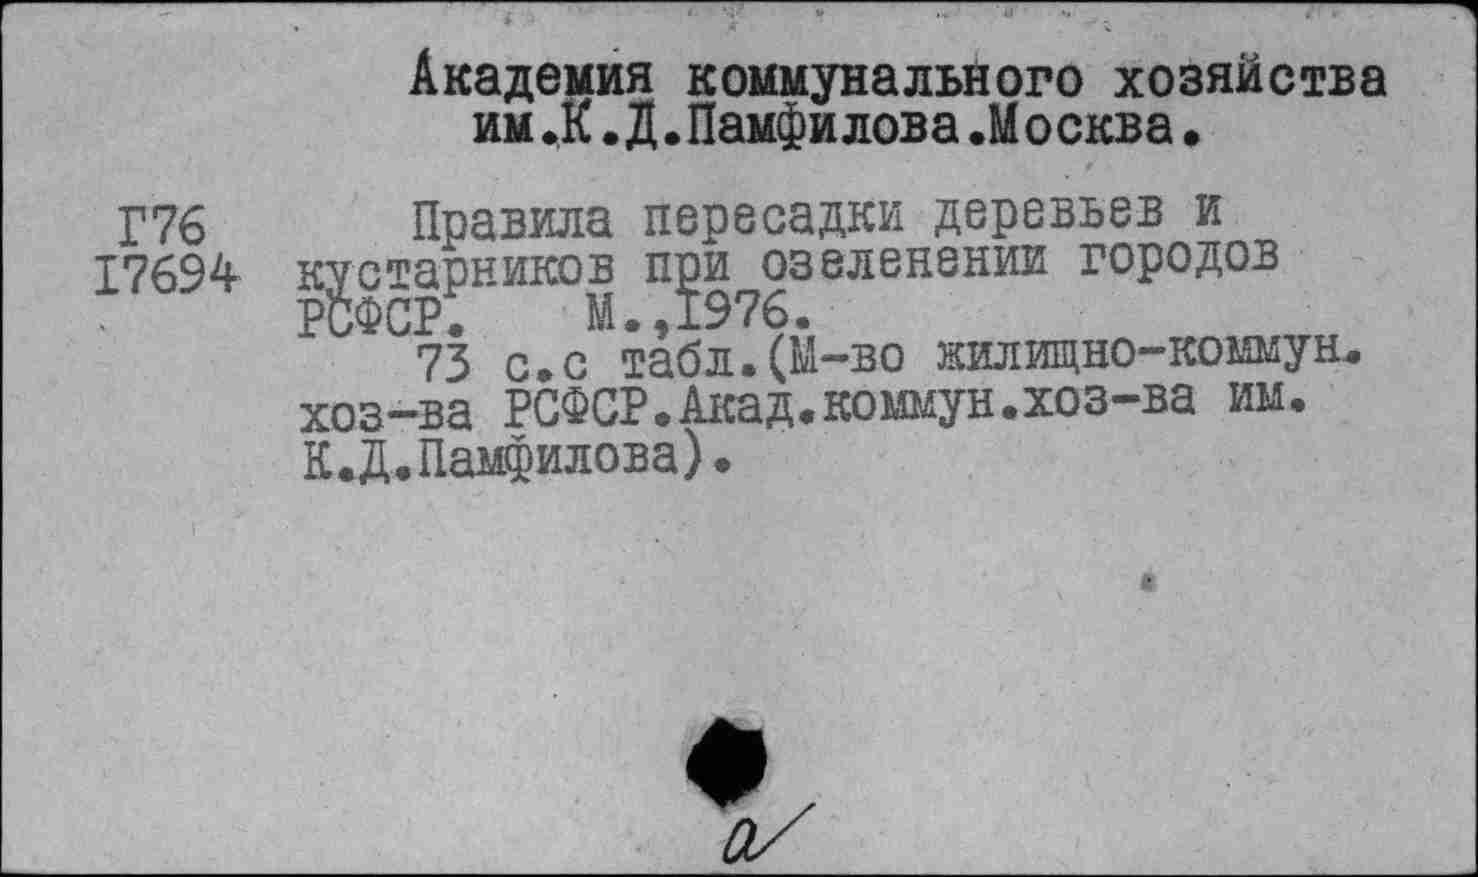 Академия коммунального хозяйства
им.К.Д.Памфилова.Москва.
Г76 Правила пересадки деревьев и
I7694 кустарников при озеленении городов
РСФСР. М.,I976.
73 с.с табл.(М-во жилищно-коммун.
хоз-ва РСФСР.Акад.коммун.хоз-ва им.
К.Д.Памфилова).
а/